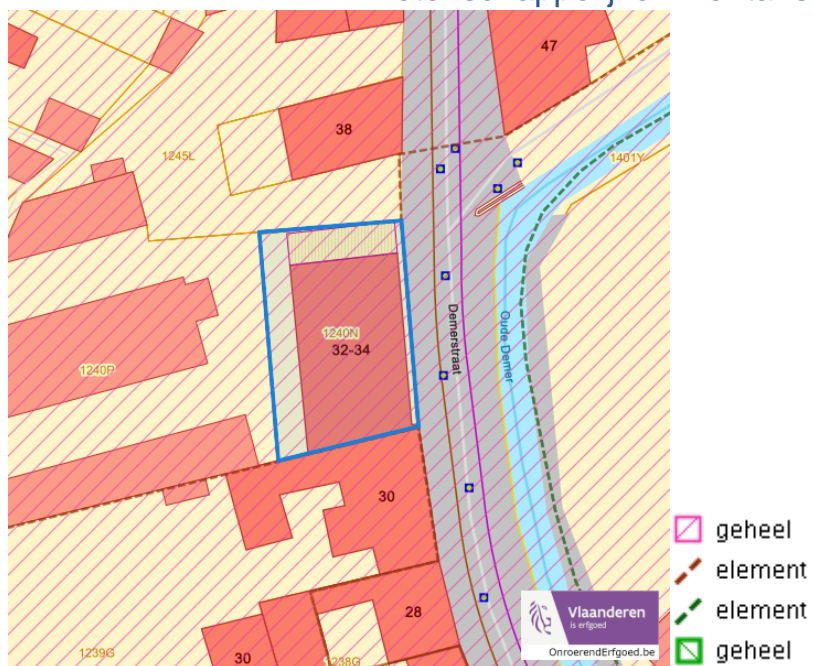 47
38
1245L
1401Y
1240N
32-34
Demerstraat
Oude Demer
1240P
30
28
1239G
30
1238G
Vlaanderen
is erfgoed
OnroerendErfgoed.be
geheel
element
element
geheel